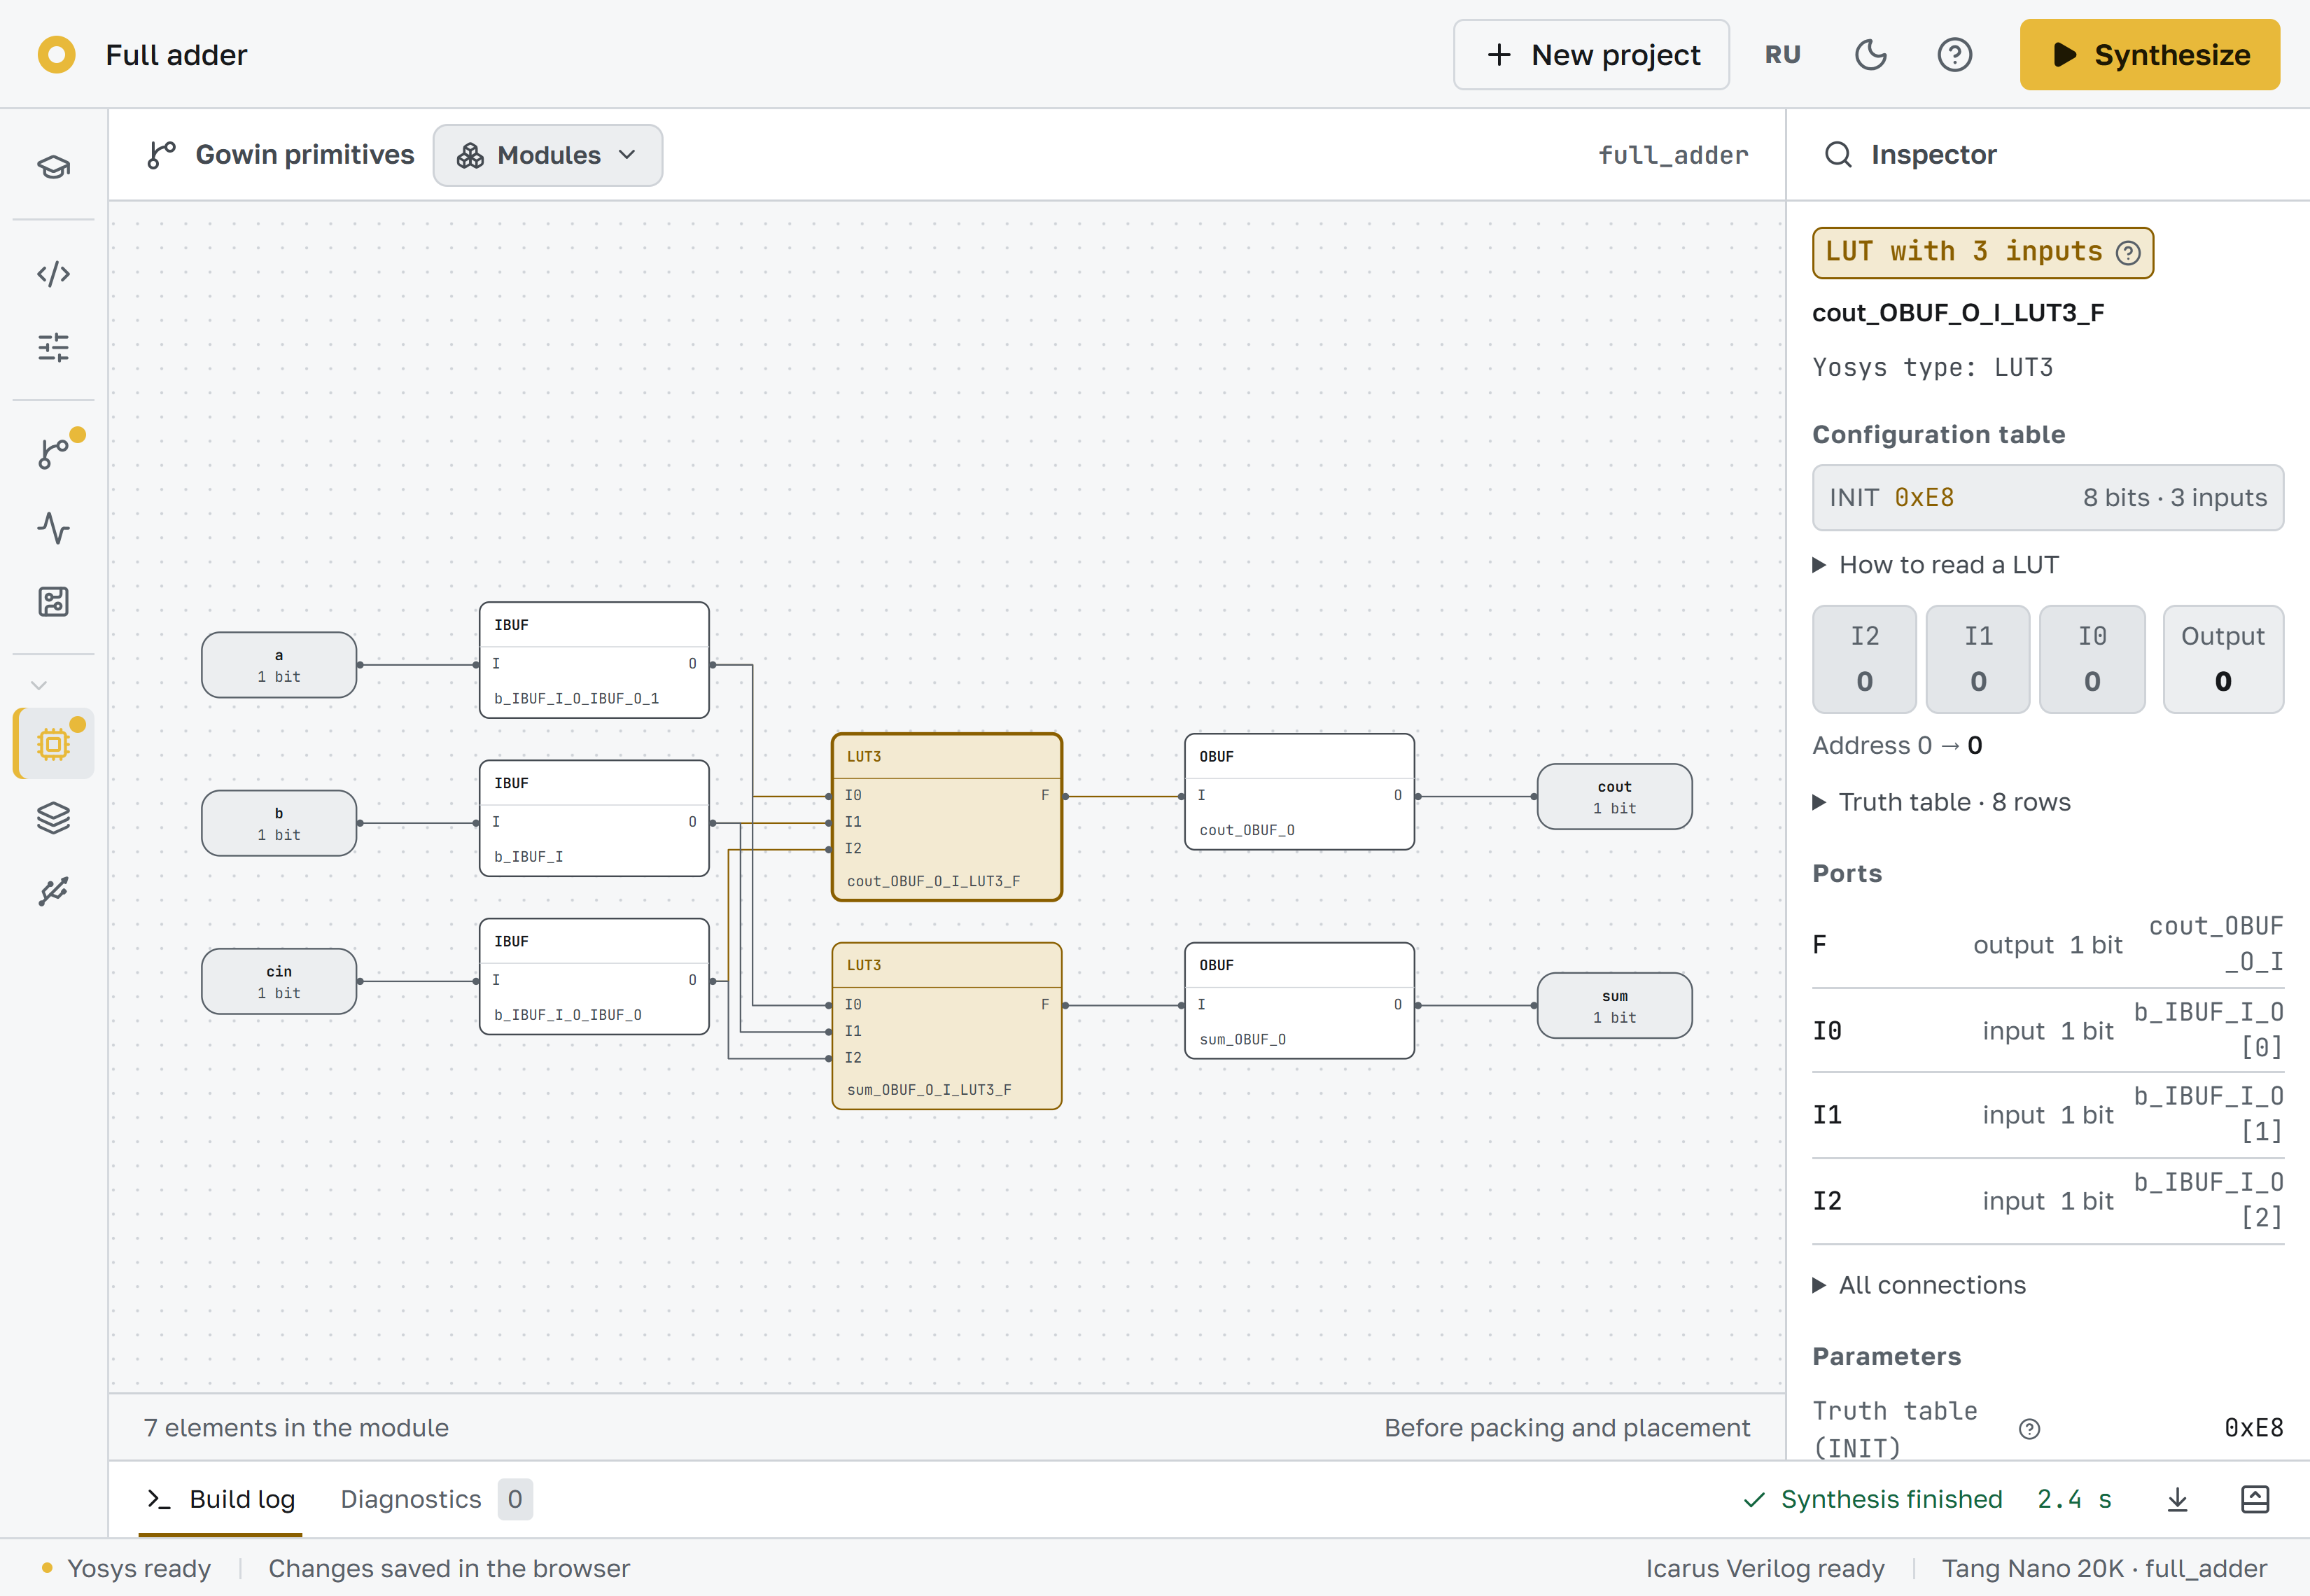 Full adder
New project
RU
Synthesize
Gowin primitives
Modules
full_adder
Inspector
LUT with 3 inputs
cout_OBUF_O_I_LUT3_F
Yosys type: LUT3
Configuration table
INIT 0xE8
8 bits · 3 inputs
How to read a LUT
I2
I1
I0
Output
0
0
0
0
Address 0 → 0
Truth table · 8 rows
Ports
F output 1 bit cout_OBUF
_O_I
I0 input 1 bit b_IBUF_I_O
[0]
I1 input 1 bit b_IBUF_I_O
[1]
I2 input 1 bit b_IBUF_I_O
[2]
All connections
Parameters
Truth table
(INIT)
0xE8
a
1 bit
IBUF
I O
b_IBUF_I_O_IBUF_O_1
b
1 bit
IBUF
I O
b_IBUF_I
cin
1 bit
IBUF
I O
b_IBUF_I_O_IBUF_O
LUT3
I0 F
I1
I2
cout_OBUF_O_I_LUT3_F
LUT3
I0 F
I1
I2
sum_OBUF_O_I_LUT3_F
OBUF
I O
cout_OBUF_O
cout
1 bit
OBUF
I O
sum_OBUF_O
sum
1 bit
7 elements in the module
Before packing and placement
Build log
Diagnostics 0
Synthesis finished 2.4 s
Yosys ready
Changes saved in the browser
Icarus Verilog ready
Tang Nano 20K · full_adder